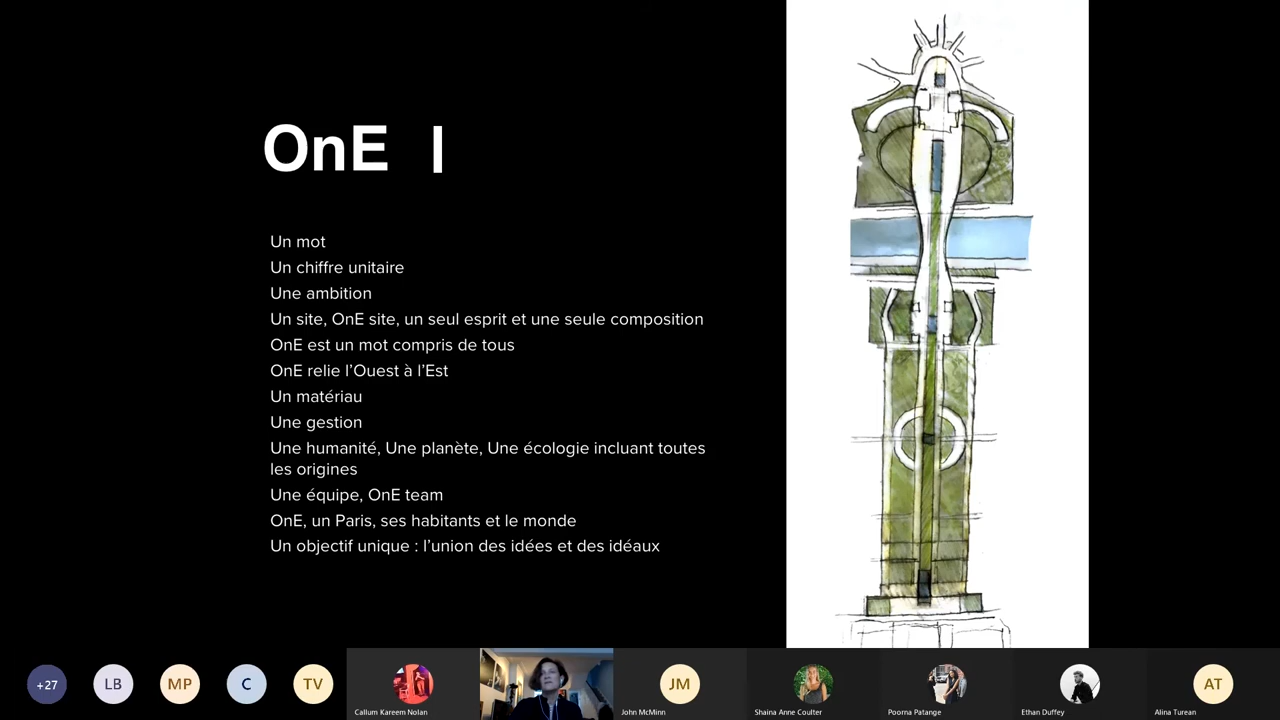 OnE |
Un mot
Un chiffre unitaire
Une ambition
Un site, OnE site, un seul esprit et une seule composition
OnE est un mot compris de tous
OnE relie l’Ouest à l’Est
Un matériau
Une gestion
Une humanité, Une planète, Une écologie incluant toutes
les origines
Une équipe, OnE team
OnE, un Paris, ses habitants et le monde
Un objectif unique : l’union des idées et des idéaux
+27
LB
MP
C
TV
Callum Kareem Nolan
JM
John McMinn
Shaina Anne Coulter
Poorna Patange
Ethan Duffey
AT
Alina Turean